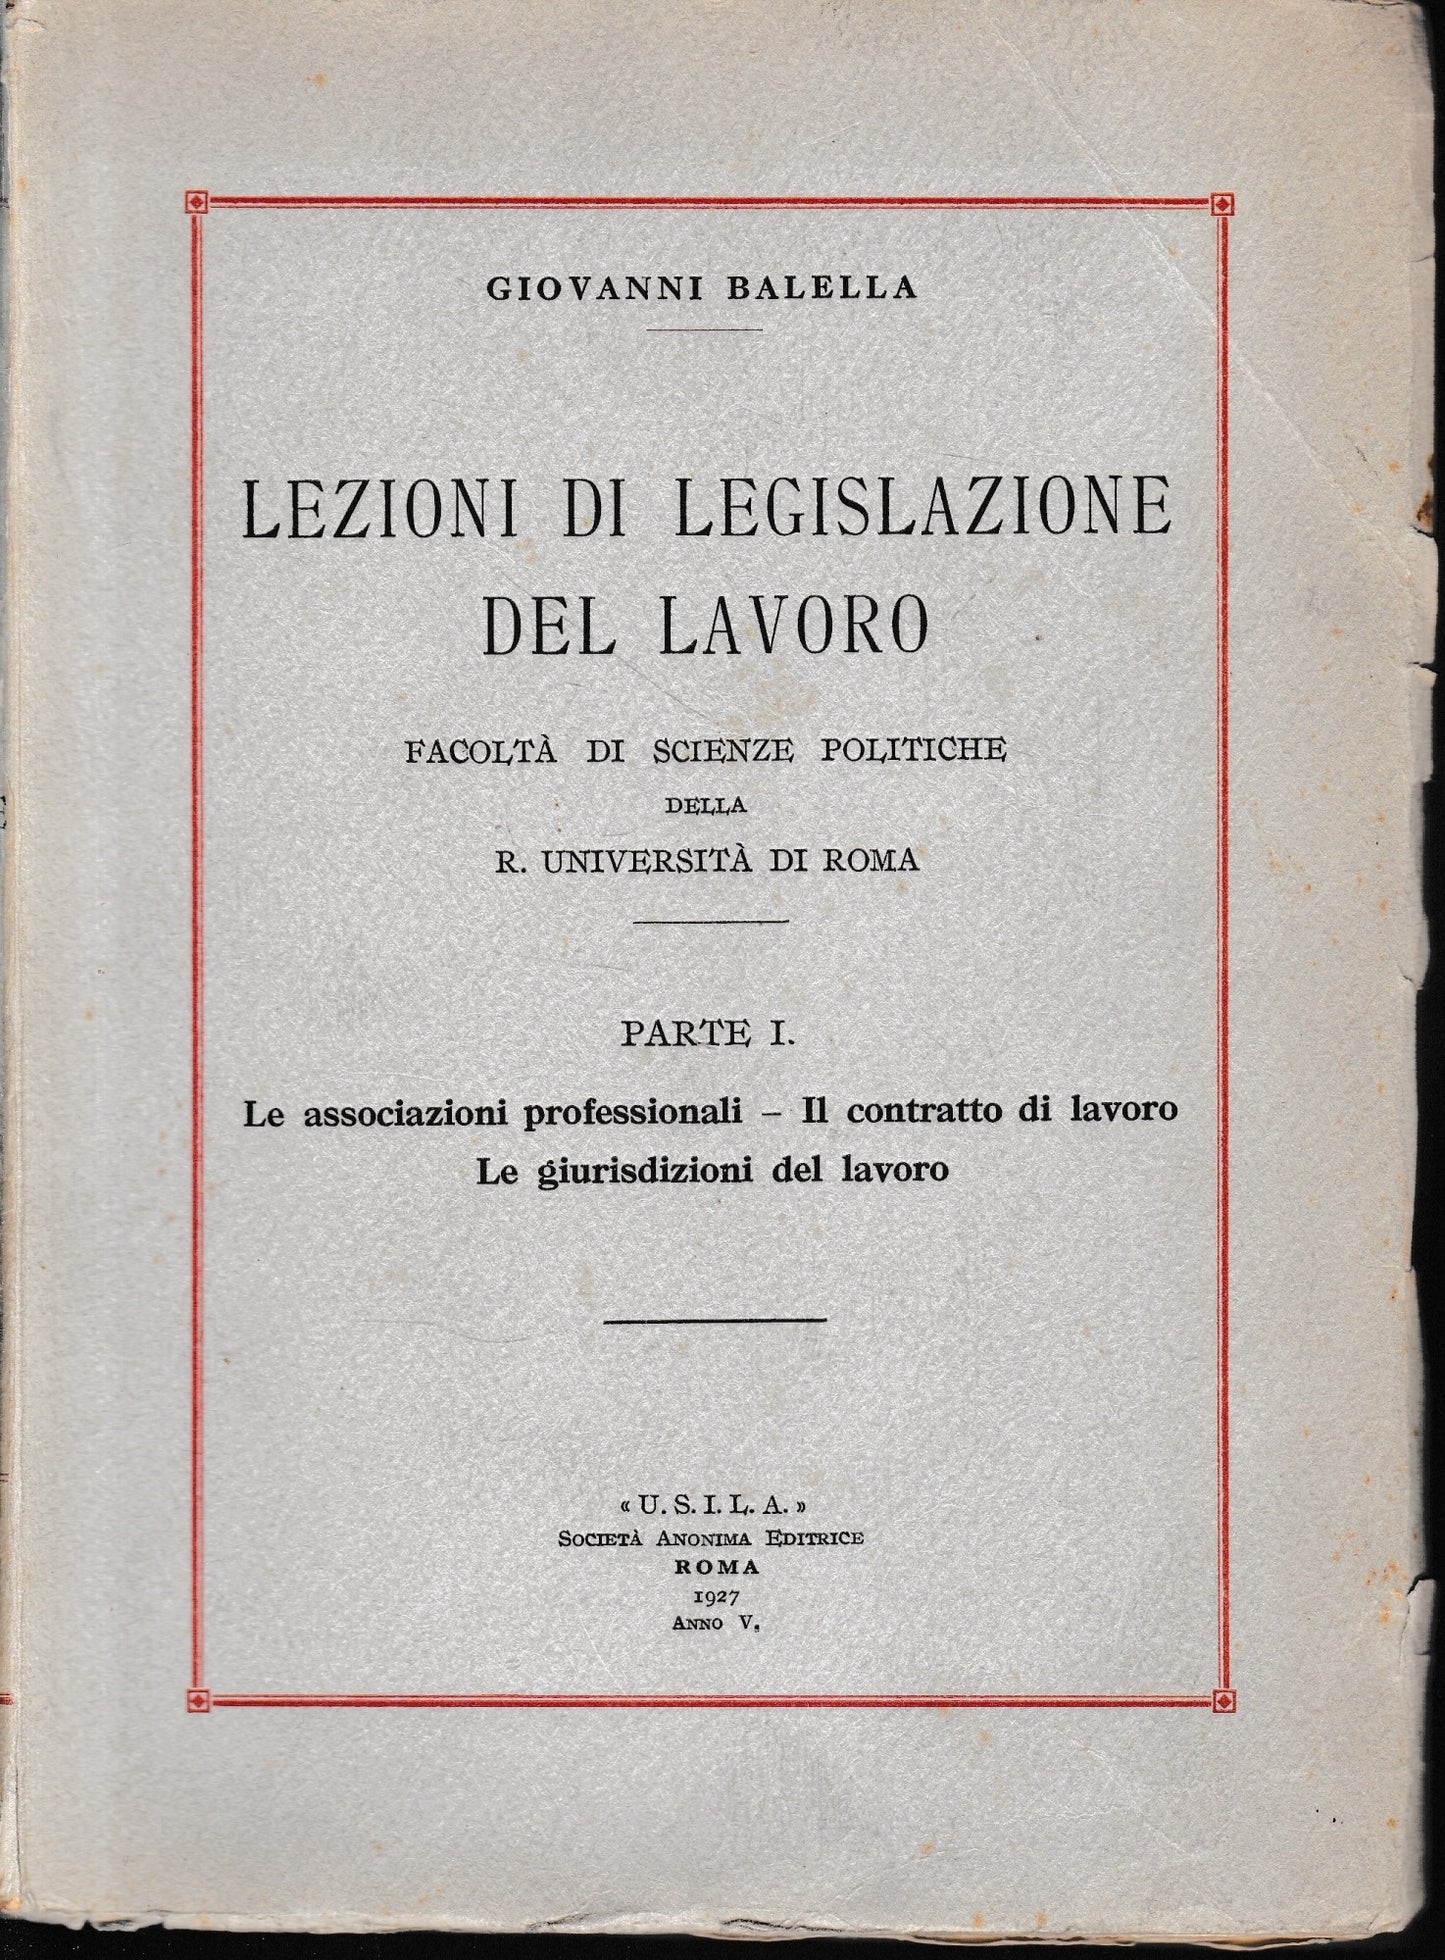 GIOVANNI BALELLA
LEZIONI DI LEGISLAZIONE
DEL LAVORO
FACOLTÀ DI SCIENZE POLITICHE
DELLA
R. UNIVERSITÀ DI ROMA
PARTE I.
Le associazioni professionali – Il contratto di lavoro
Le giurisdizioni del lavoro
« U. S. I. L. A. »
SOCIETÀ ANONIMA EDITRICE
ROMA
1927
ANNO V.